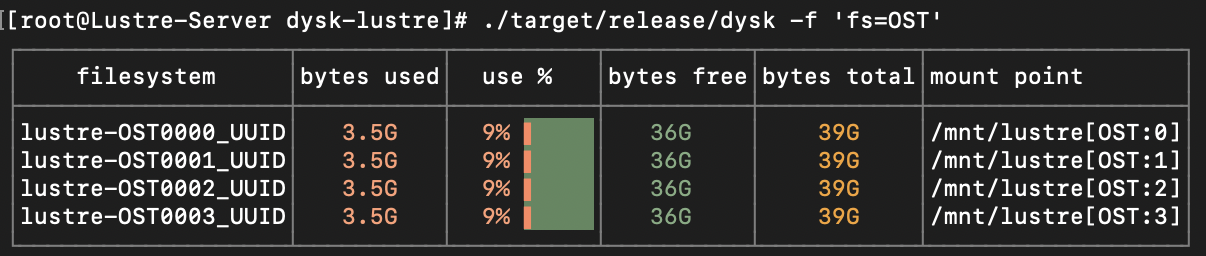 [[root@Lustre-Server dysk-lustre]# ./target/release/dysk -f 'fs=OST'
filesystem bytes used use % bytes free bytes total mount point
lustre-OST0000_UUID 3.5G 9% 36G 39G /mnt/lustre[OST:0]
lustre-OST0001_UUID 3.5G 9% 36G 39G /mnt/lustre[OST:1]
lustre-OST0002_UUID 3.5G 9% 36G 39G /mnt/lustre[OST:2]
lustre-OST0003_UUID 3.5G 9% 36G 39G /mnt/lustre[OST:3]